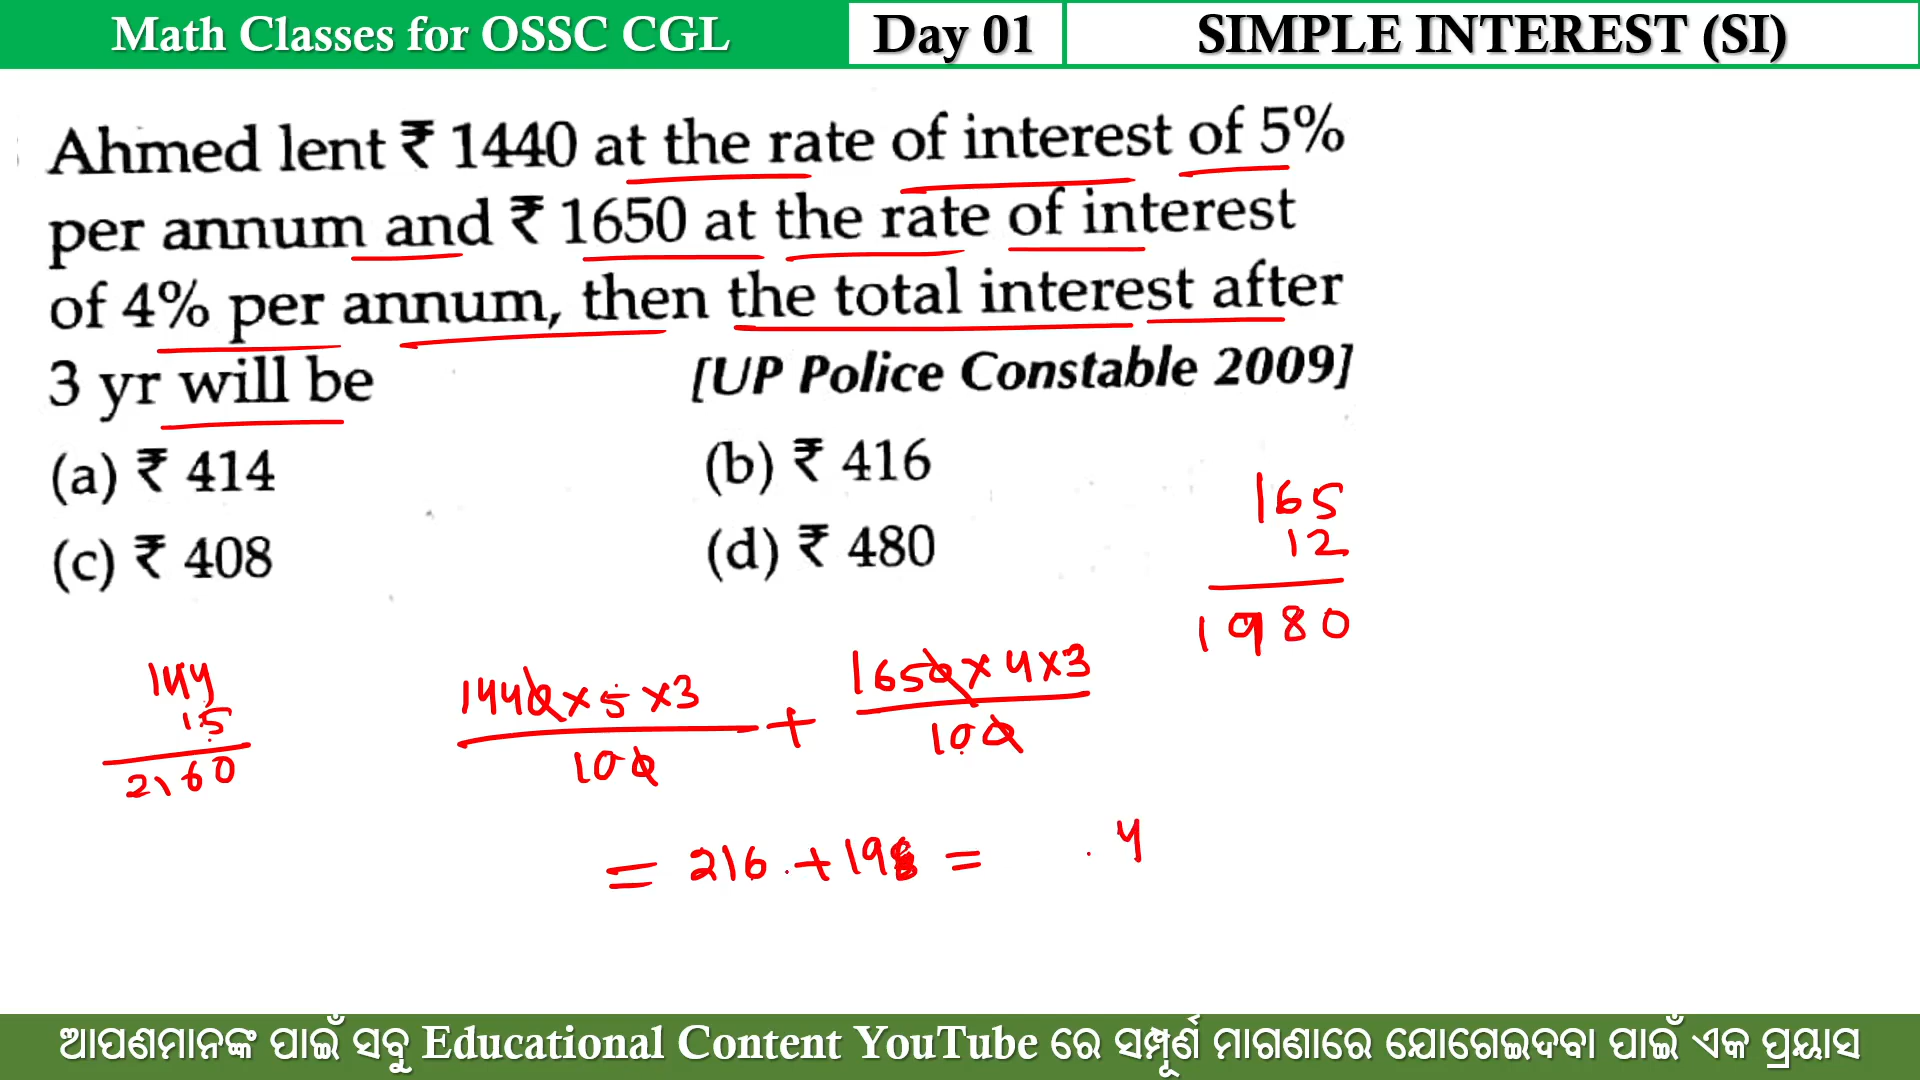 Math Classes for OSSC CGL
Day 01
SIMPLE INTEREST (SI)
Ahmed lent ₹ 1440 at the rate of interest of 5%
per annum and ₹ 1650 at the rate of interest
of 4% per annum, then the total interest after
3 yr will be
[UP Police Constable 2009]
(a) ₹ 414
(b) ₹ 416
(c) ₹ 408
(d) ₹ 480
165
12
1980
144
15
2160
1440 x 5 x 3
100
+
1650 x 4 x 3
100
= 216 + 198 = 4
ଆପଣମାନଙ୍କ ପାଇଁ ସବୁ Educational Content YouTube ରେ ସମ୍ପୂର୍ଣ ମାଗଣାରେ ଯୋଗେଇଦବା ପାଇଁ ଏକ ପ୍ରୟାସ